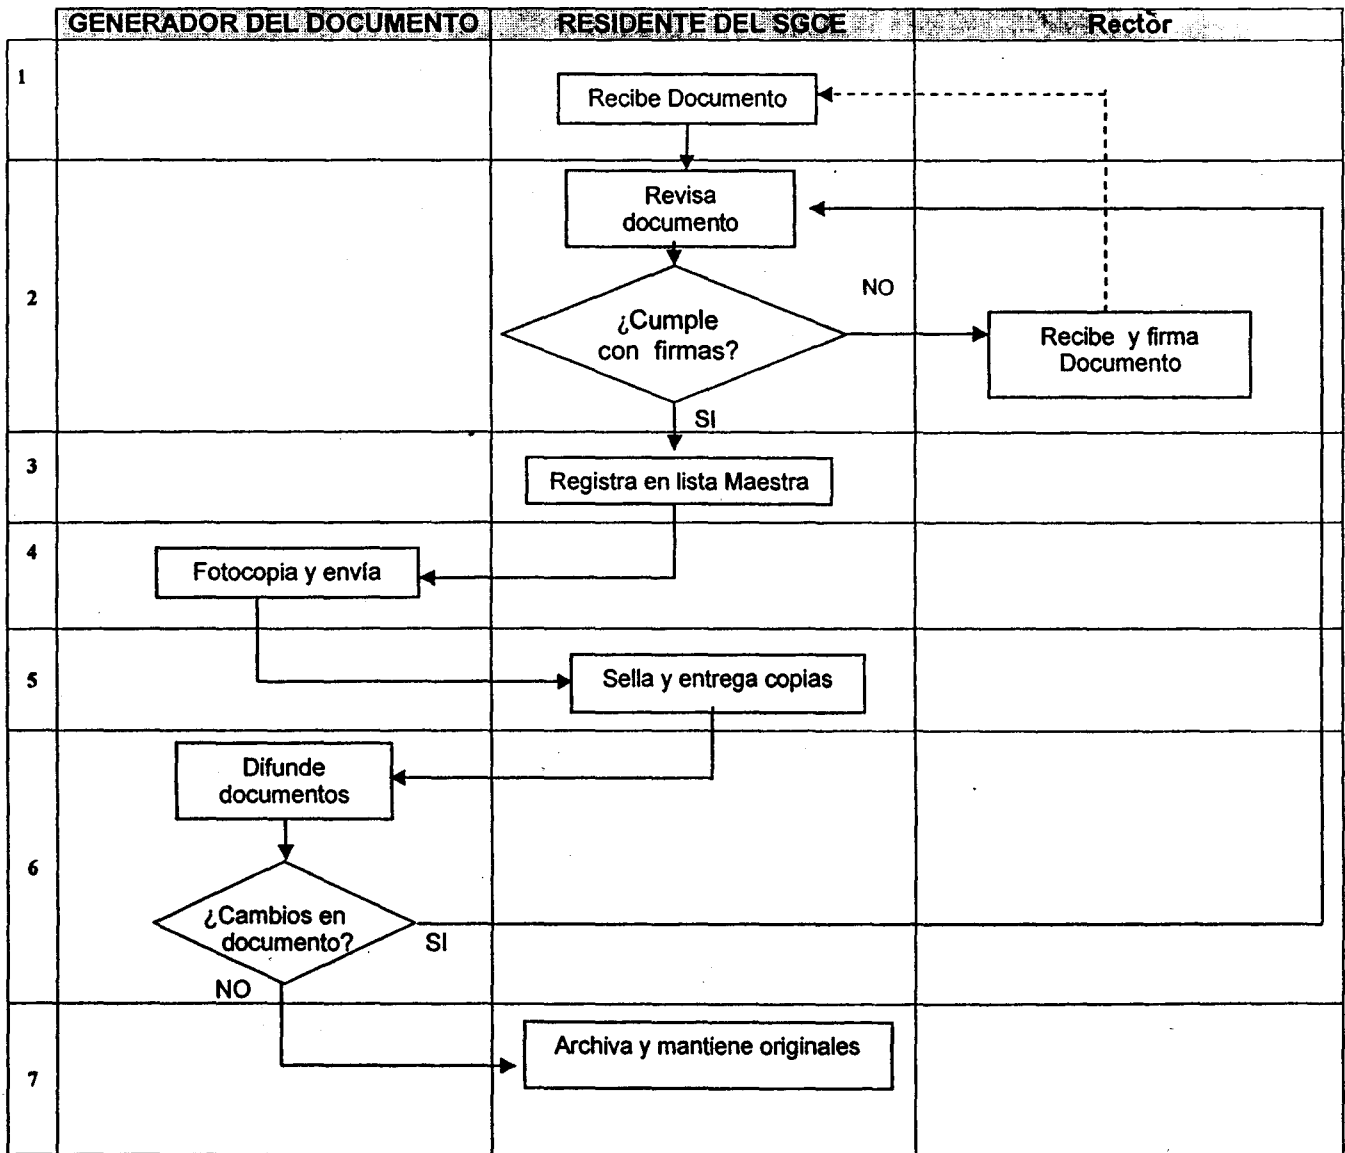 GENERADOR DEL DOCUMENTO
RESIDENTE DEL SGCE
Rector
1
Recibe Documento
Revisa
documento
2
NO
¿Cumple
con firmas?
Recibe y firma
Documento
SI
3
Registra en lista Maestra
4
Fotocopia y envía
5
Sella y entrega copias
Difunde
documentos
6
¿Cambios en
documento?
SI
NO
Archiva y mantiene originales
7